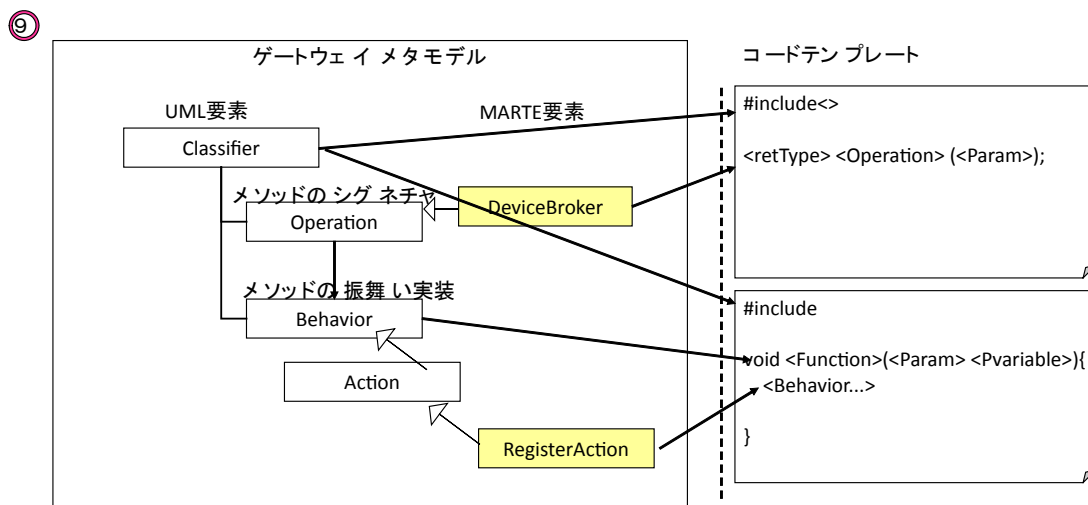 ⑨
ゲートウェイ メタモデル
コードテンプレート
UML要素
MARTE要素
Classifier
メソッドの シグネチャ
Operation
DeviceBroker
メソッドの 振舞い実装
Behavior
Action
RegisterAction
#include<>
<retType> <Operation> (<Param>);
#include
void <Function>(<Param> <Pvariable>){
<Behavior...>
}